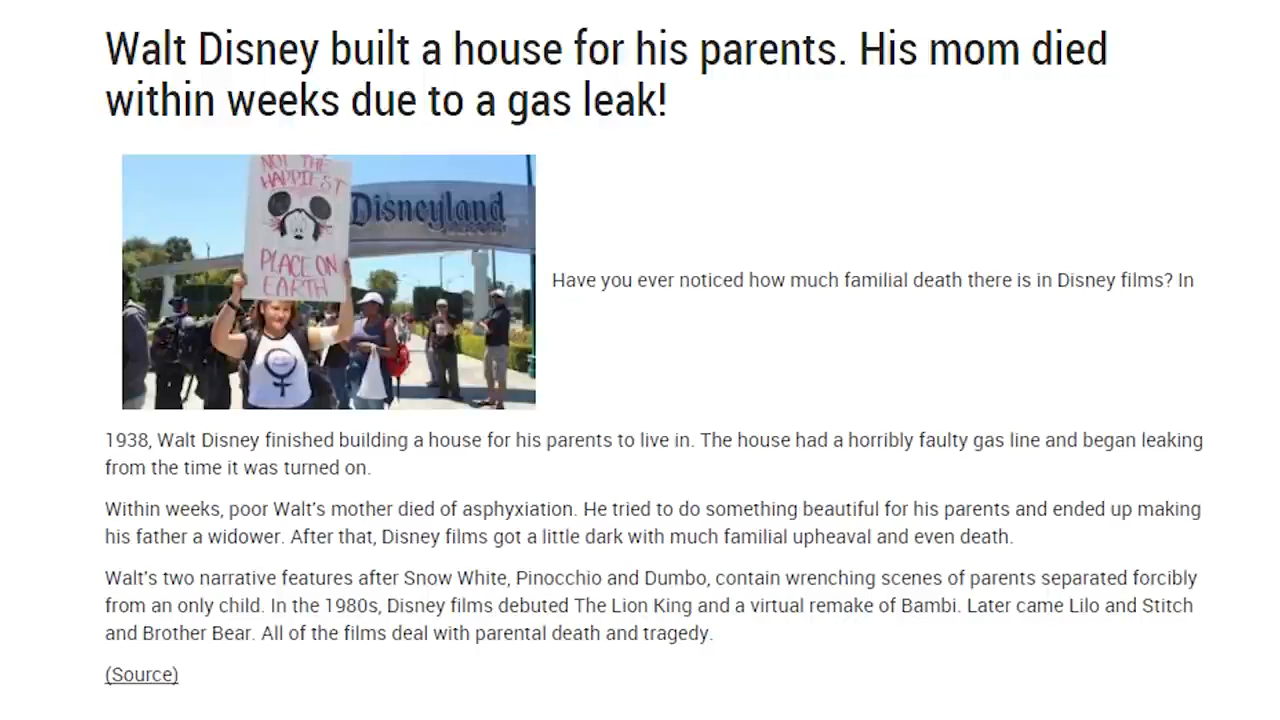 Walt Disney built a house for his parents. His mom died
within weeks due to a gas leak!
NOT THE
HAPPIEST
PLACE ON
EARTH
Disneyland
Have you ever noticed how much familial death there is in Disney films? In
1938, Walt Disney finished building a house for his parents to live in. The house had a horribly faulty gas line and began leaking
from the time it was turned on.
Within weeks, poor Walt's mother died of asphyxiation. He tried to do something beautiful for his parents and ended up making
his father a widower. After that, Disney films got a little dark with much familial upheaval and even death.
Walt's two narrative features after Snow White, Pinocchio and Dumbo, contain wrenching scenes of parents separated forcibly
from an only child. In the 1980s, Disney films debuted The Lion King and a virtual remake of Bambi. Later came Lilo and Stitch
and Brother Bear. All of the films deal with parental death and tragedy.
(Source)